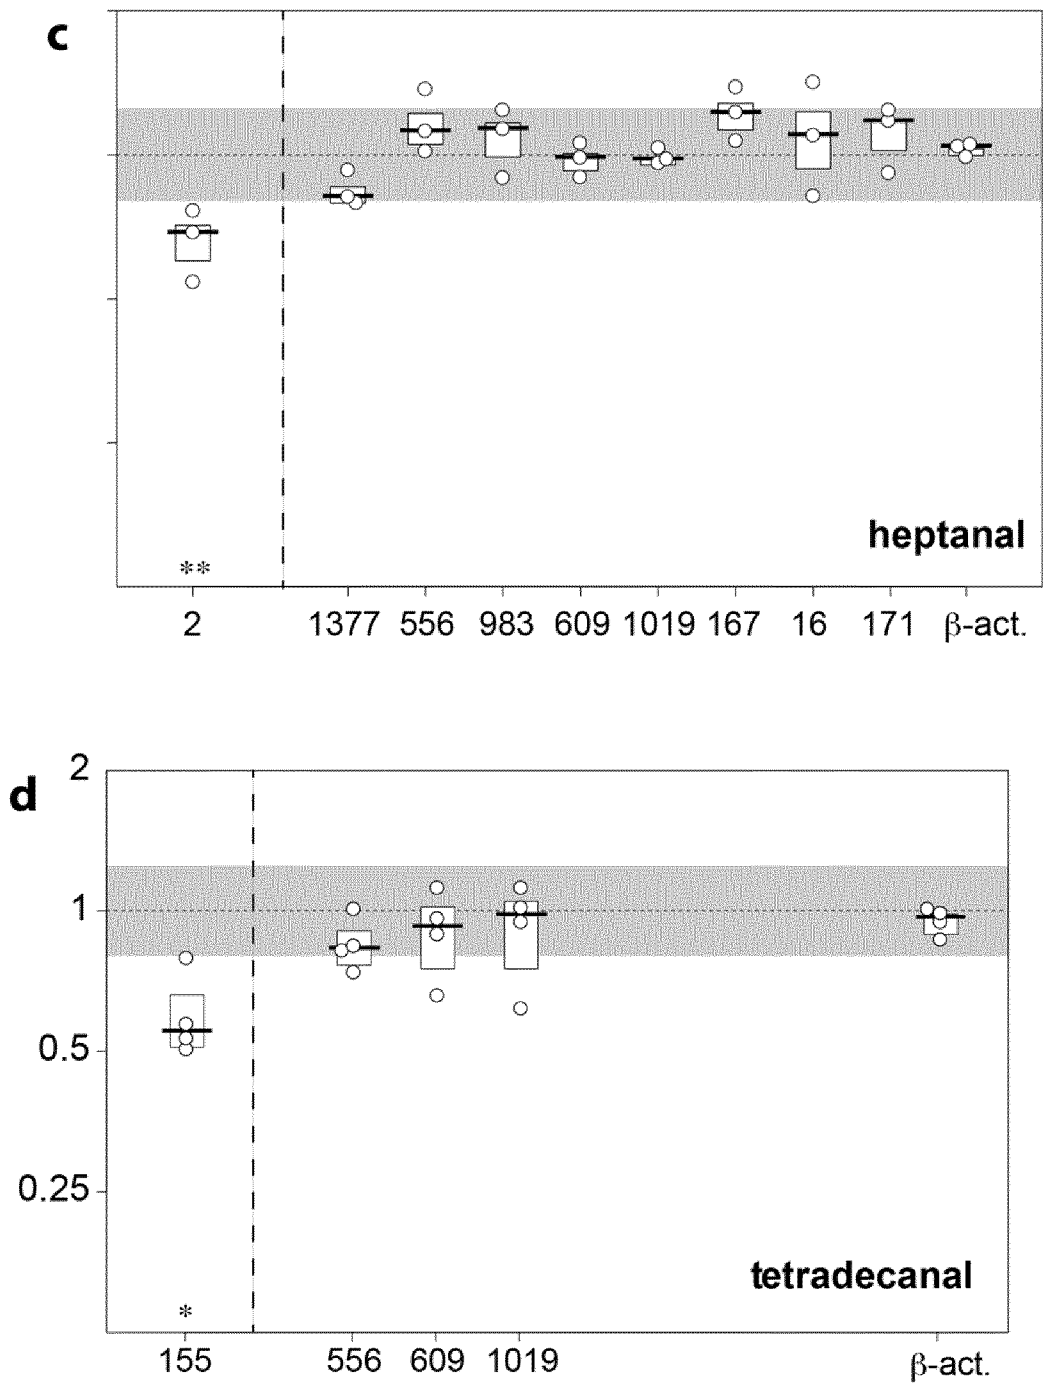 c
heptanal
**
2 1377 556 983 609 1019 167 16 171 β-act.
d
2
1
0.5
0.25
tetradecanal
*
155 556 609 1019 β-act.